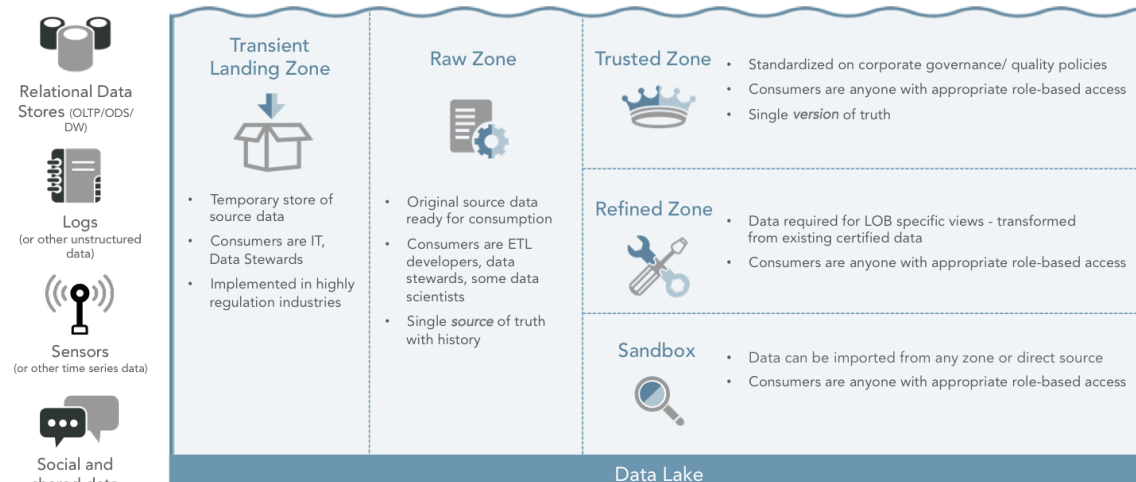 Relational Data
Stores (OLTP/ODS/
DW)
Logs
(or other unstructured
data)
Sensors
(or other time series data)
Social and
Transient
Landing Zone
• Temporary store of
source data
• Consumers are IT,
Data Stewards
• Implemented in highly
regulation industries
Raw Zone
• Original source data
ready for consumption
• Consumers are ETL
developers, data
stewards, some data
scientists
• Single source of truth
with history
Trusted Zone
• Standardized on corporate governance/ quality policies
• Consumers are anyone with appropriate role-based access
• Single version of truth
Refined Zone
• Data required for LOB specific views - transformed
from existing certified data
• Consumers are anyone with appropriate role-based access
Sandbox
• Data can be imported from any zone or direct source
• Consumers are anyone with appropriate role-based access
Data Lake